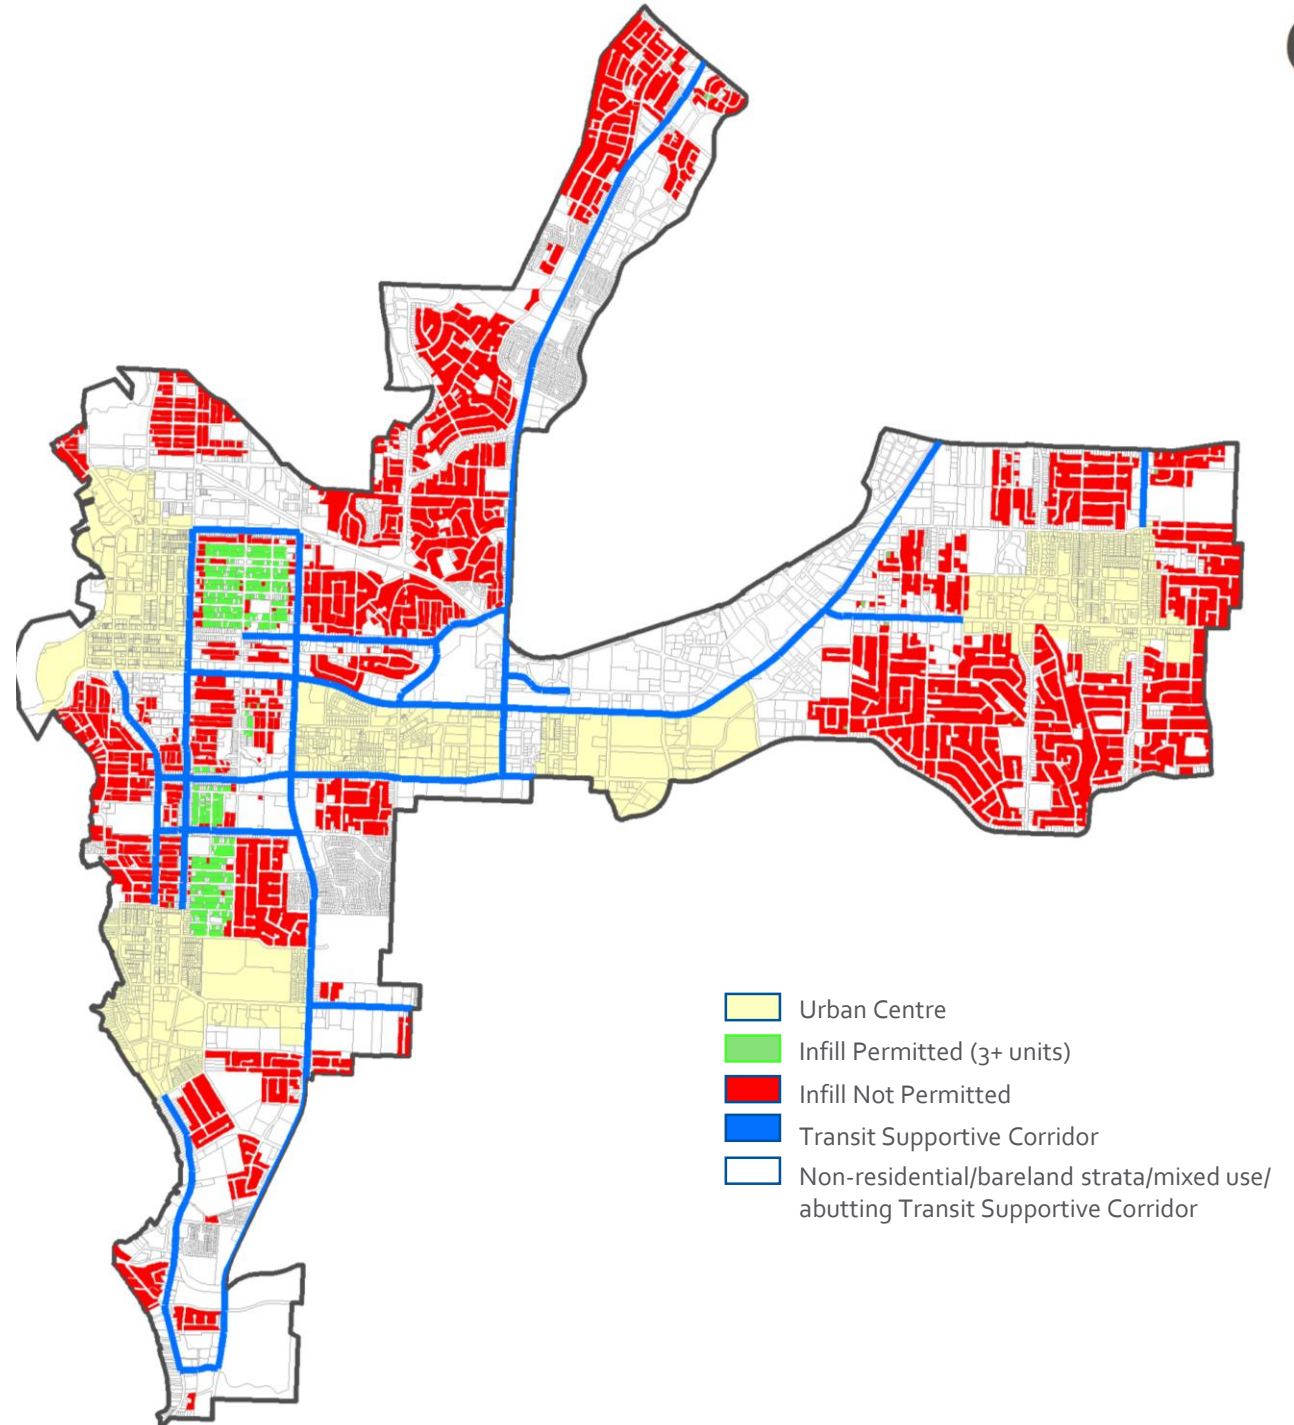 Urban Centre
Infill Permitted (3+ units)
Infill Not Permitted
Transit Supportive Corridor
Non-residential/bareland strata/mixed use/
abutting Transit Supportive Corridor